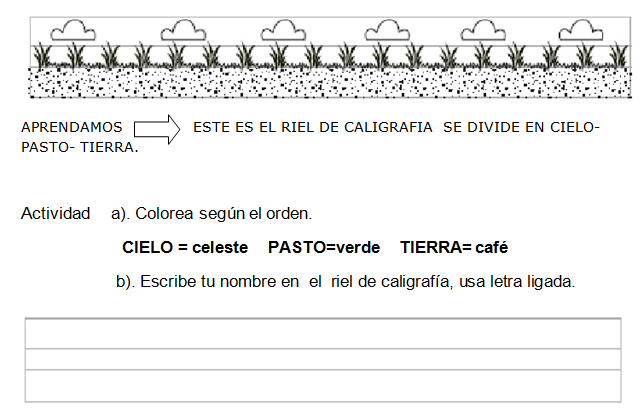 APRENDAMOS ESTE ES EL RIEL DE CALIGRAFIA SE DIVIDE EN CIELO-
PASTO- TIERRA.
Actividad a). Colorea según el orden.
CIELO = celeste PASTO=verde TIERRA= café
b). Escribe tu nombre en el riel de caligrafía, usa letra ligada.